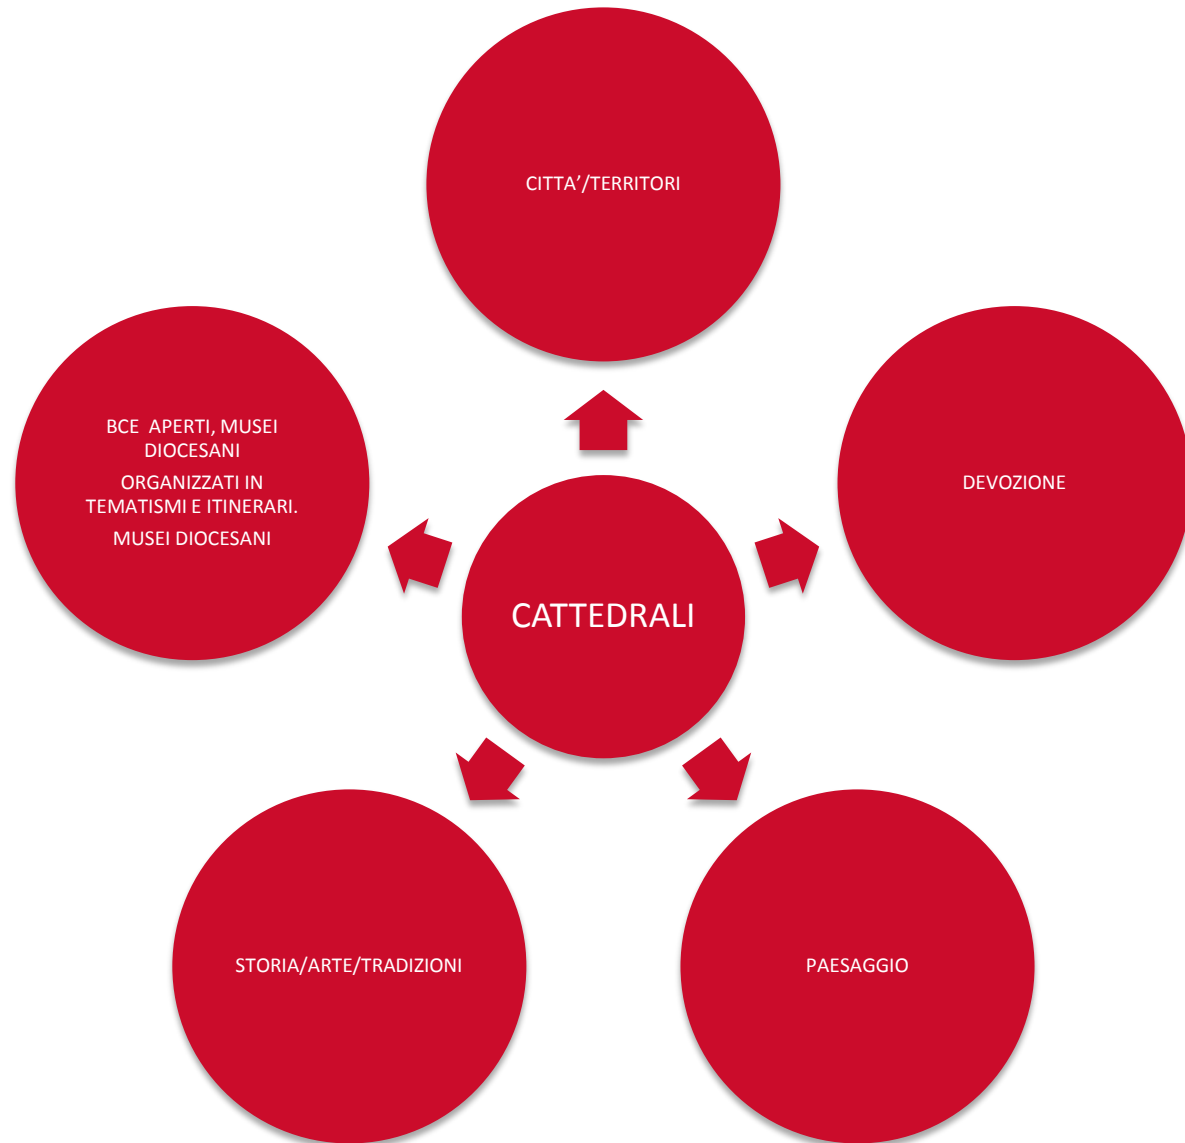 CITTA’/TERRITORI
BCE  APERTI, MUSEI
DIOCESANI
ORGANIZZATI IN
TEMATISMI E ITINERARI.
MUSEI DIOCESANI
DEVOZIONE
CATTEDRALI
STORIA/ARTE/TRADIZIONI
PAESAGGIO